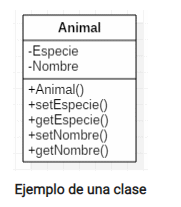 Animal
-Especie
-Nombre
+Animal()
+setEspecie()
+getEspecie()
+setNombre()
+getNombre()
Ejemplo de una clase